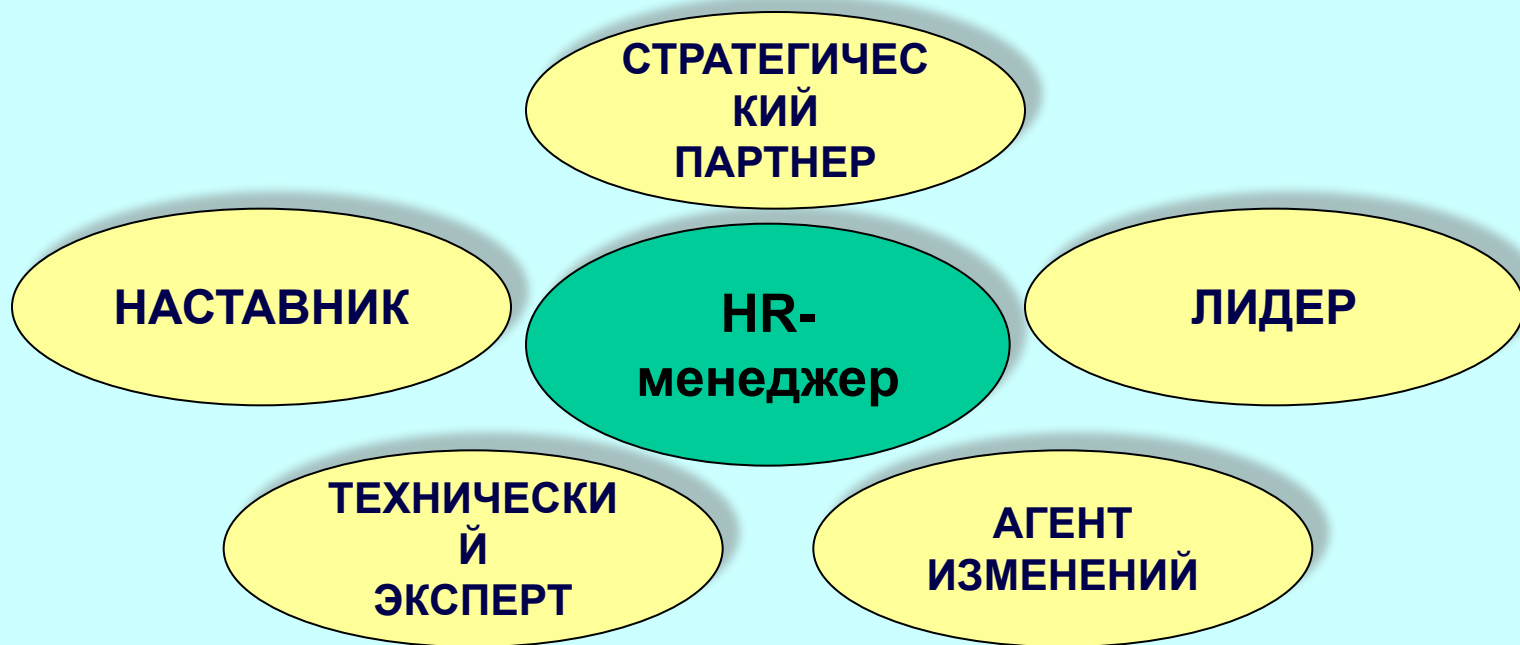 СТРАТЕГИЧЕС
КИЙ
ПАРТНЕР
НАСТАВНИК
HR-
менеджер
ЛИДЕР
ТЕХНИЧЕСКИ
Й
ЭКСПЕРТ
АГЕНТ
ИЗМЕНЕНИЙ